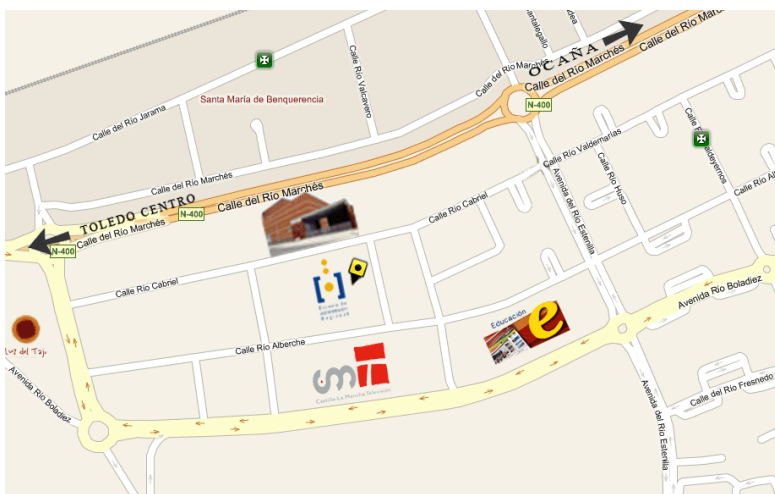 OCAÑA
Calle del Río Marchés
Calle del Río Marchés
Calle del Río Marchés
N-400
Calle Río Valcavero
Santa María de Benquerencia
Calle del Río Jarama
Calle Río Valdemarías
Calle del Río Marchés
Calle del Río Marchés
Calle Río Huso
Avenida del Río Estenilla
TOLEDO CENTRO
N-400
Calle del Río Marchés
N-400
Calle Río Cabriel
Calle Río Cabriel
Escuela de
Regional
Avenida Río Boladiez
Educación
e
Calle Río Alberche
Castilla-La Mancha Televisión
Avenida Río Boladiez
Avenida del Río Estenilla
Calle del Río Fresnedo